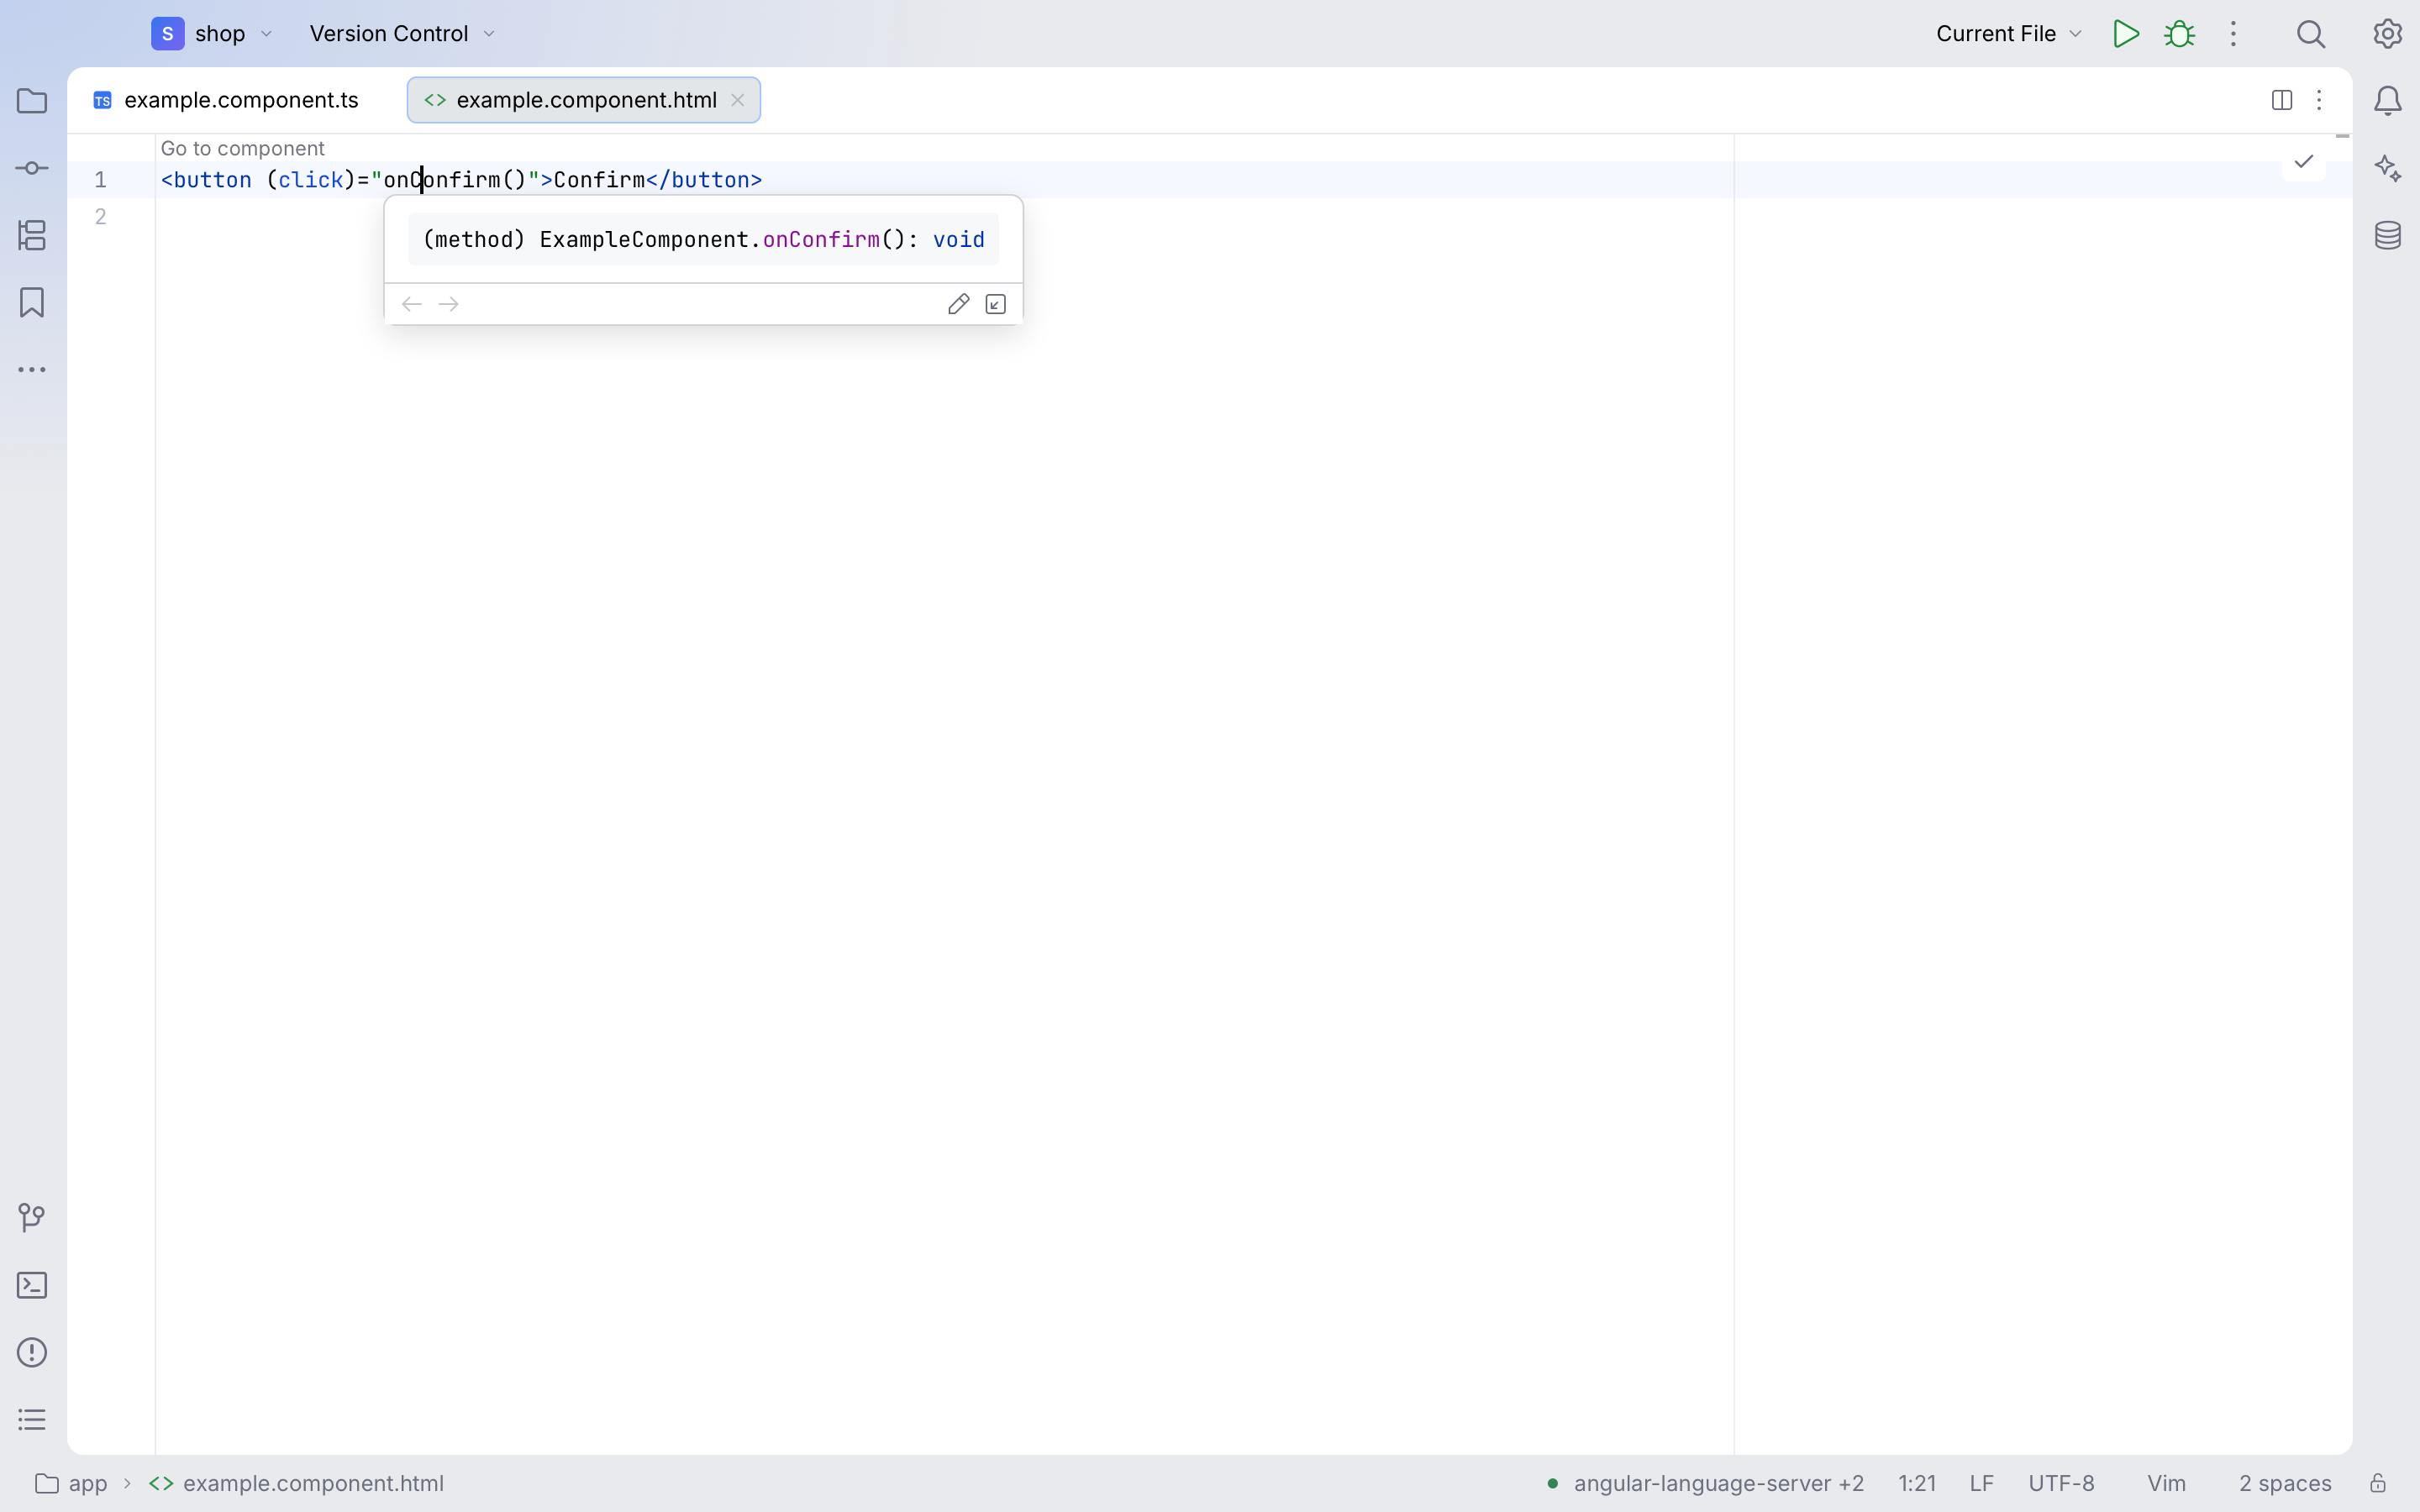 S shop Version Control Current File
TS example.component.ts <> example.component.html
Go to component
1 <button (click)="onConfirm()">Confirm</button>
2
(method) ExampleComponent.onConfirm(): void
app > <> example.component.html angular-language-server +2 1:21 LF UTF-8 Vim 2 spaces